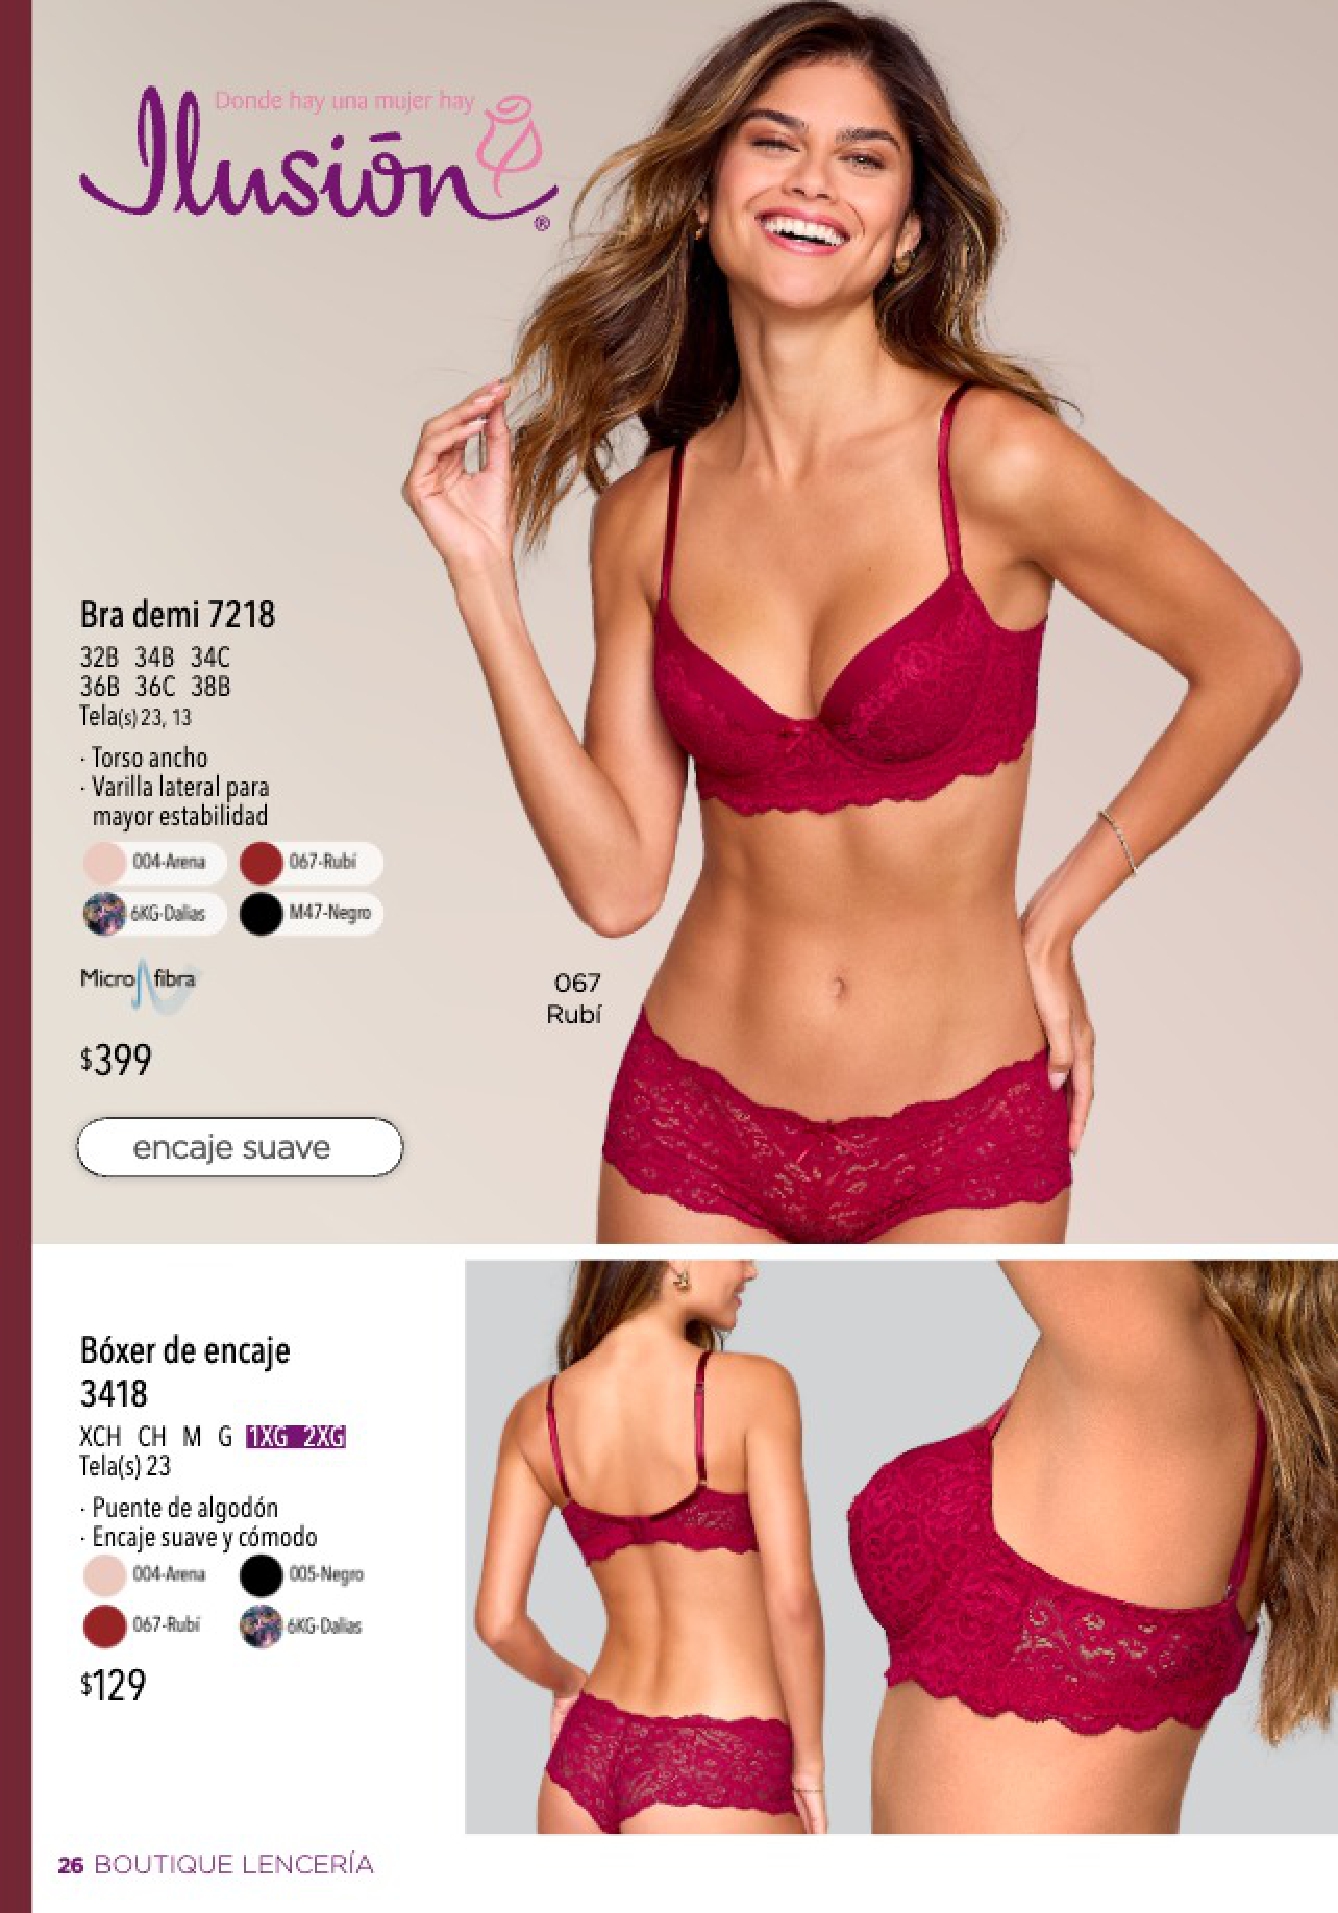 Donde hay una mujer hay
Ilusión
®
Bra demi 7218
32B 34B 34C
36B 36C 38B
Tela(s) 23, 13
· Torso ancho
· Varilla lateral para
mayor estabilidad
004-Arena 067-Rubí
6KG-Dalias M47-Negro
Micro fibra
$399
encaje suave
067
Rubí
Bóxer de encaje
3418
XCH CH M G 1XG 2XG
Tela(s) 23
· Puente de algodón
· Encaje suave y cómodo
004-Arena 005-Negro
067-Rubí 6KG-Dalias
$129
26 BOUTIQUE LENCERÍA